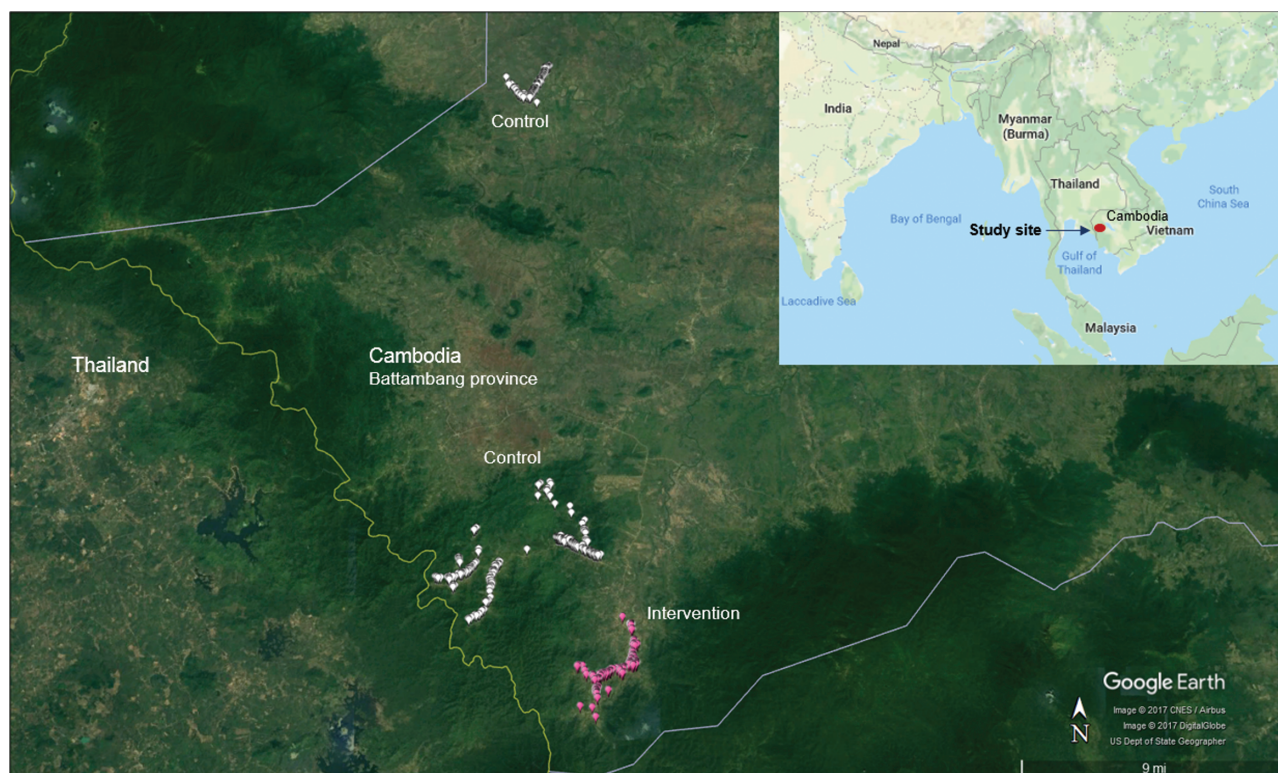 Control
Thailand
Cambodia
Battambang province
Control
Intervention
Nepal
India
Myanmar
(Burma)
Thailand
Bay of Bengal
South
China Sea
Study site
Cambodia
Vietnam
Gulf of
Thailand
Laccadive Sea
Malaysia
Google Earth
Image © 2017 CNES / Airbus
Image © 2017 DigitalGlobe
US Dept of State Geographer
N
9 mi